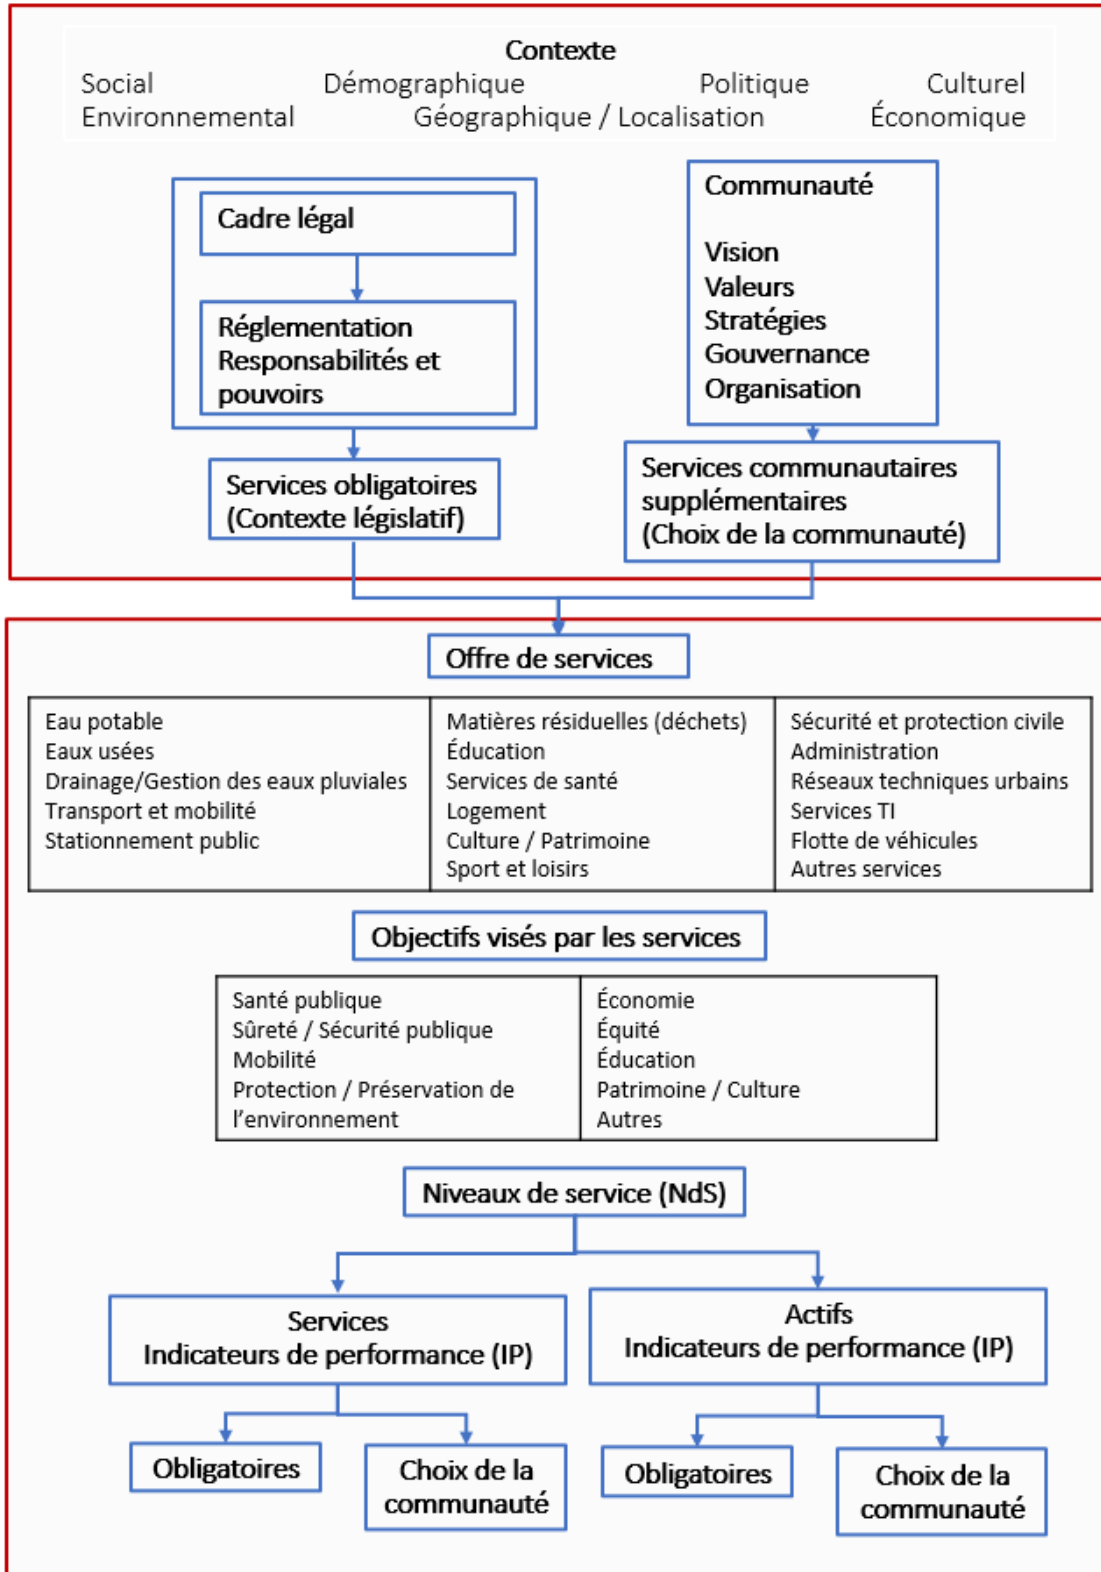 Contexte
Social Démographique Politique Culturel
Environnemental Géographique / Localisation Économique
Cadre légal
Réglementation
Responsabilités et
pouvoirs
Services obligatoires
(Contexte législatif)
Communauté
Vision
Valeurs
Stratégies
Gouvernance
Organisation
Services communautaires
supplémentaires
(Choix de la communauté)
Offre de services
Eau potable
Eaux usées
Drainage/Gestion des eaux pluviales
Transport et mobilité
Stationnement public
Matières résiduelles (déchets)
Éducation
Services de santé
Logement
Culture / Patrimoine
Sport et loisirs
Sécurité et protection civile
Administration
Réseaux techniques urbains
Services TI
Flotte de véhicules
Autres services
Objectifs visés par les services
Santé publique
Sûreté / Sécurité publique
Mobilité
Protection / Préservation de
l'environnement
Économie
Équité
Éducation
Patrimoine / Culture
Autres
Niveaux de service (NdS)
Services
Indicateurs de performance (IP)
Obligatoires
Choix de la
communauté
Actifs
Indicateurs de performance (IP)
Obligatoires
Choix de la
communauté